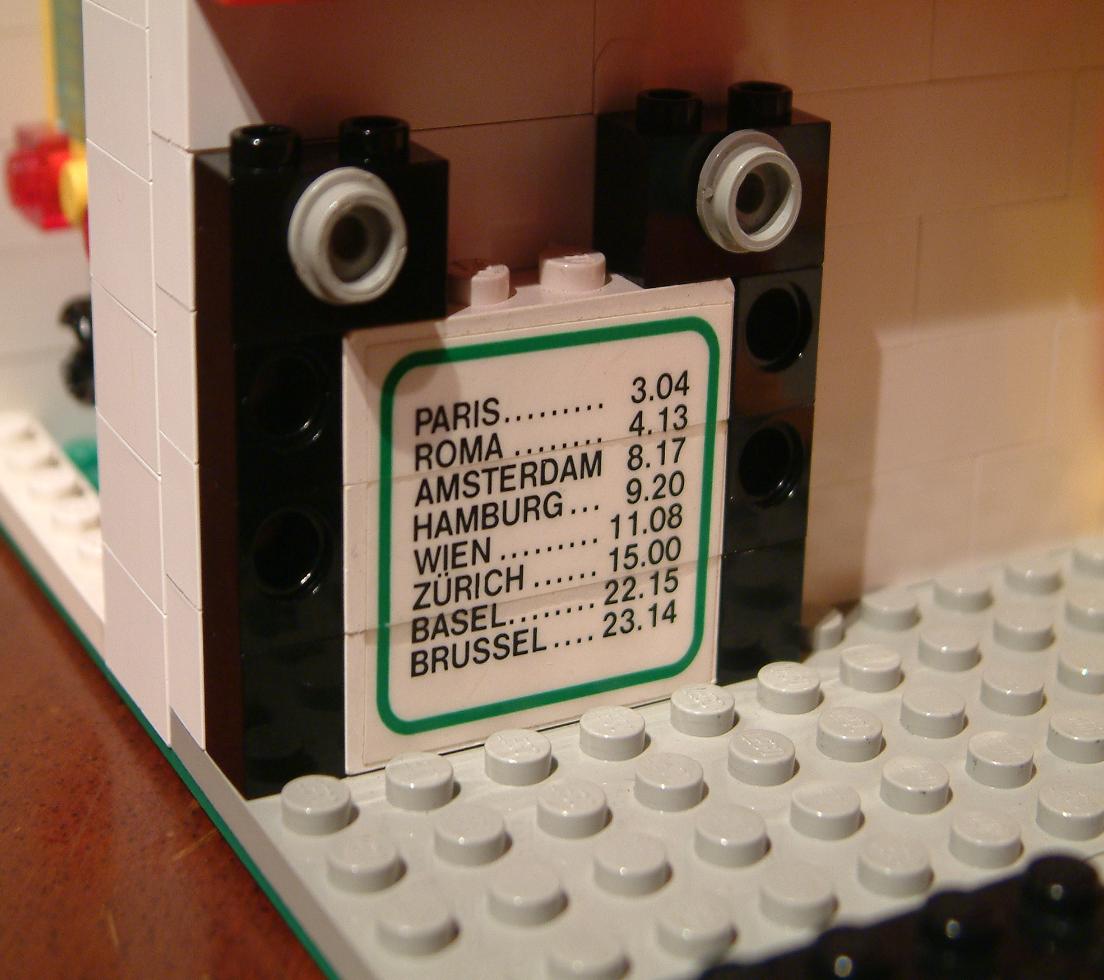 PARIS......... 3.04
ROMA ........ 4.13
AMSTERDAM 8.17
HAMBURG... 9.20
WIEN ......... 11.08
ZÜRICH ...... 15.00
BASEL........ 22.15
BRUSSEL.... 23.14